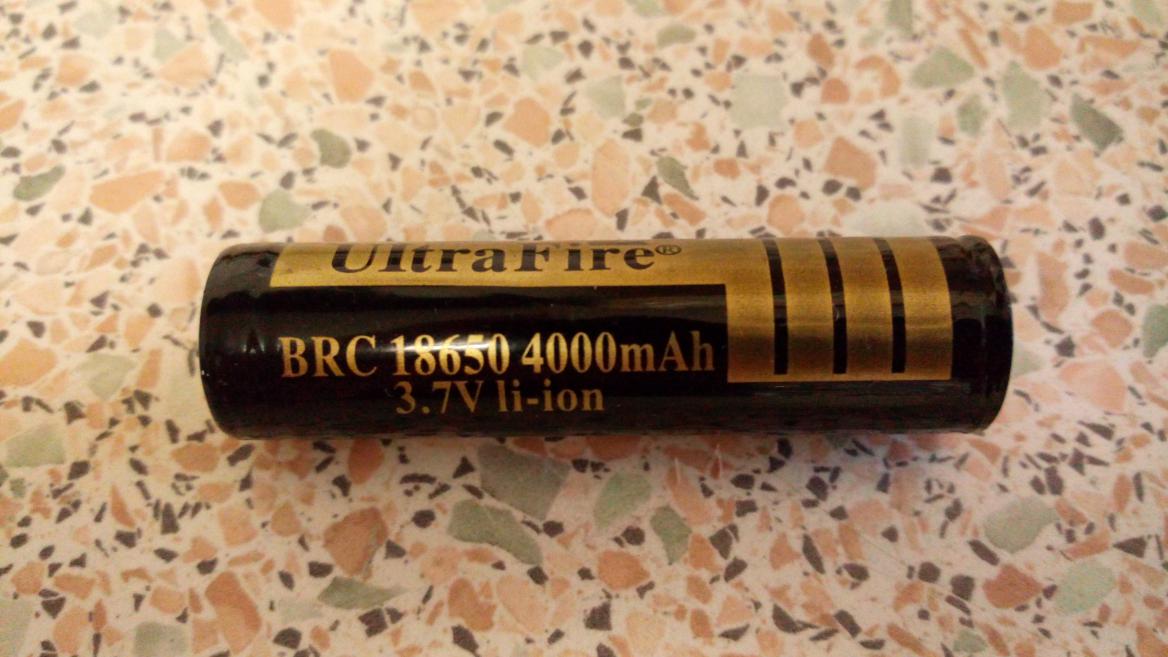 UltraFire®
BRC 18650 4000mAh
3.7V li-ion